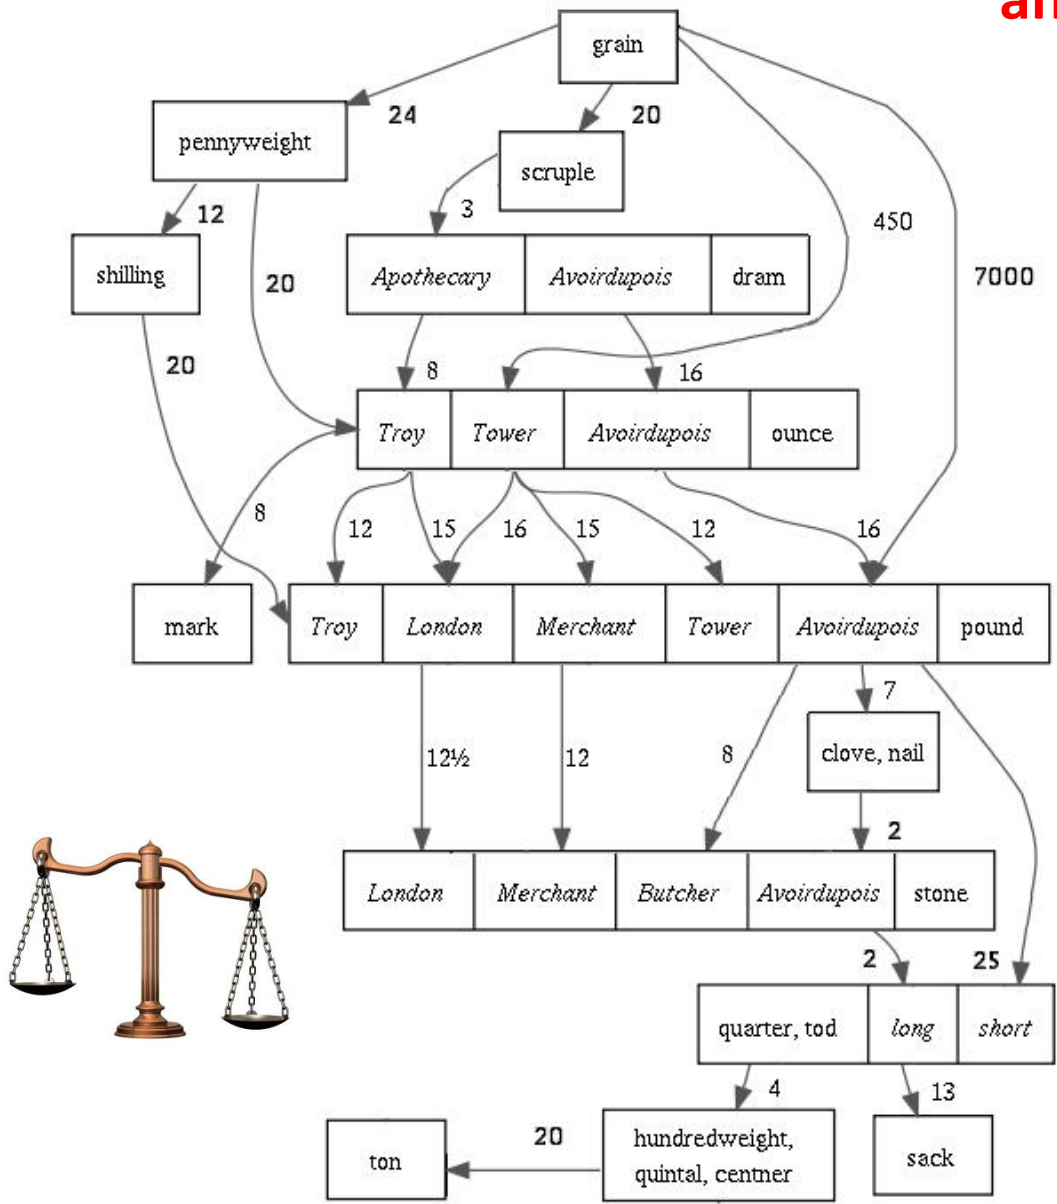 grain
24
20
pennyweight
scruple
12
3
450
shilling
20
Apothecary Avoirdupois dram
7000
20
8
16
Troy Tower Avoirdupois ounce
8
12
15
16
15
12
16
mark
Troy London Merchant Tower Avoirdupois pound
7
12½
12
8
clove, nail
2
London Merchant Butcher Avoirdupois stone
2
25
quarter, tod long short
4
13
20
hundredweight,
quintal, centner
ton
sack